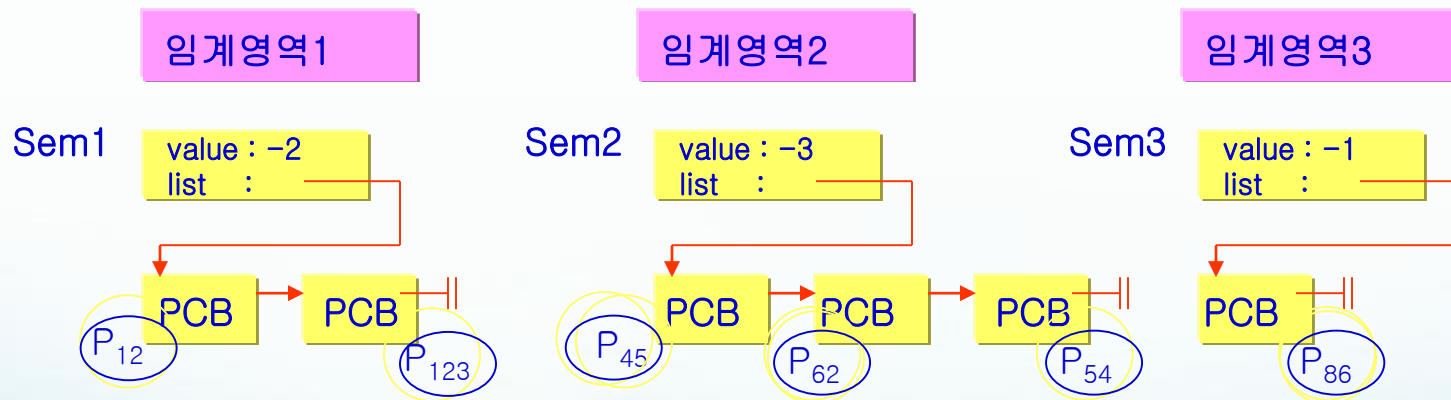 임계영역1
임계영역2
임계영역3
Sem1
value : -2
list :
Sem2
value : -3
list :
Sem3
value : -1
list :
PCB
PCB
PCB
PCB
PCB
PCB
P12
P123
P45
P62
P54
P86